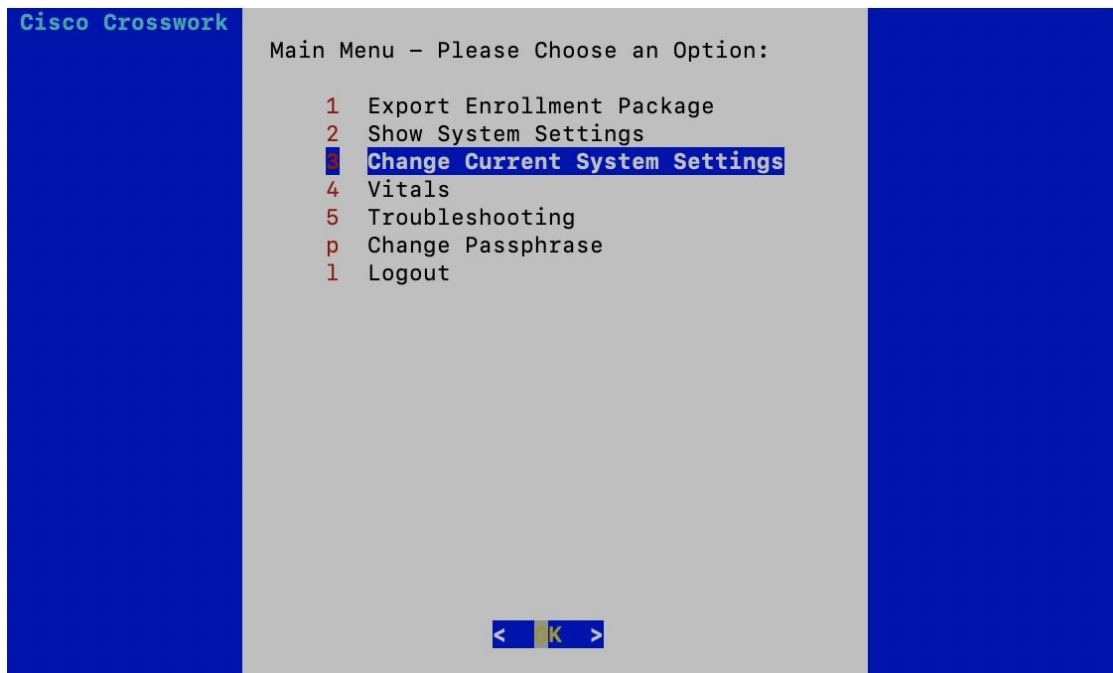 Cisco Crosswork
Main Menu – Please Choose an Option:
1 Export Enrollment Package
2 Show System Settings
3 Change Current System Settings
4 Vitals
5 Troubleshooting
p Change Passphrase
l Logout
< OK >